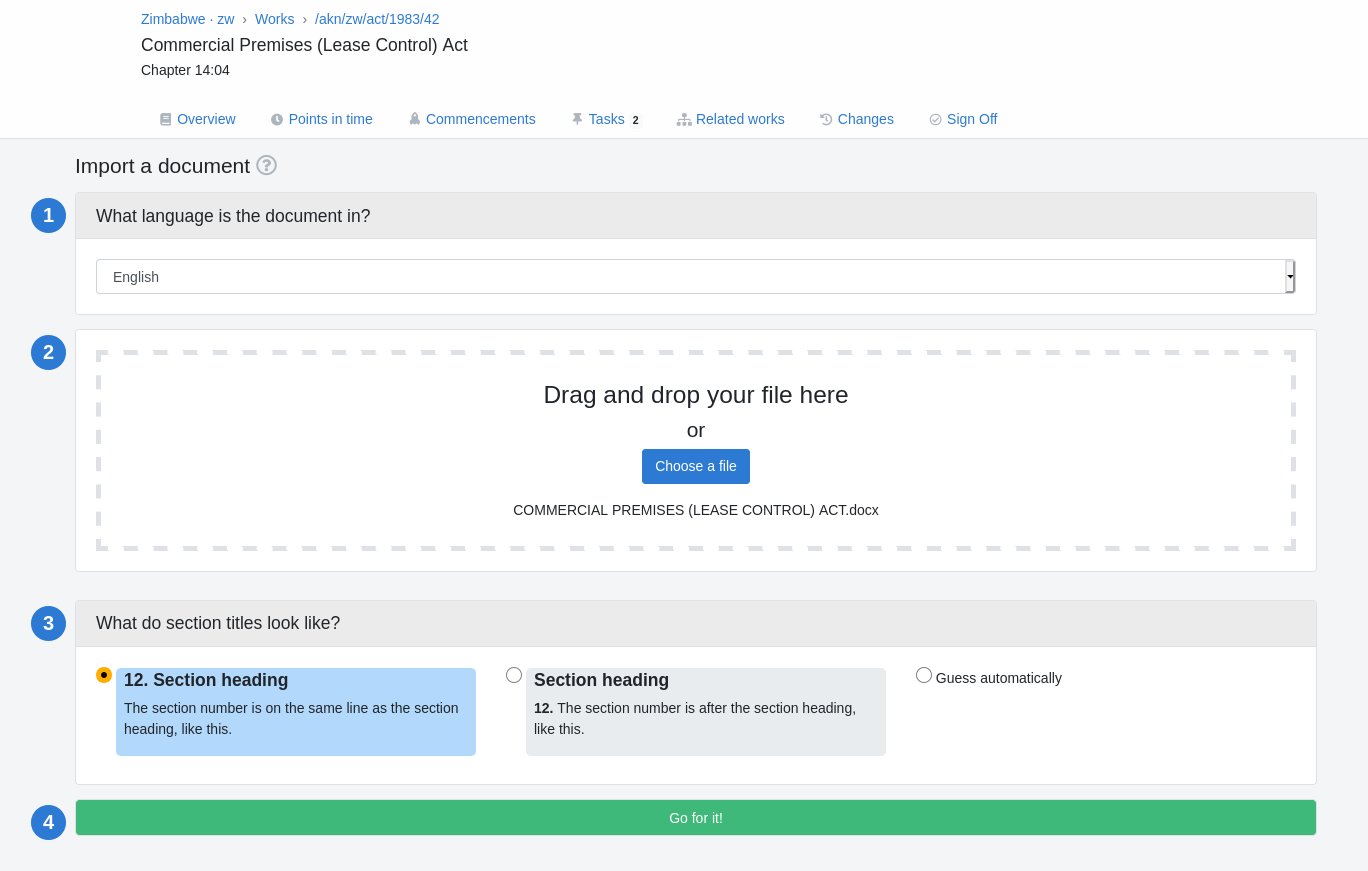 Zimbabwe · zw › Works › /akn/zw/act/1983/42
Commercial Premises (Lease Control) Act
Chapter 14:04
Overview Points in time Commencements Tasks 2 Related works Changes Sign Off
Import a document ?
1 What language is the document in?
English
2
Drag and drop your file here
or
Choose a file
COMMERCIAL PREMISES (LEASE CONTROL) ACT.docx
3 What do section titles look like?
12. Section heading
The section number is on the same line as the section
heading, like this.
Section heading
12. The section number is after the section heading,
like this.
Guess automatically
4 Go for it!